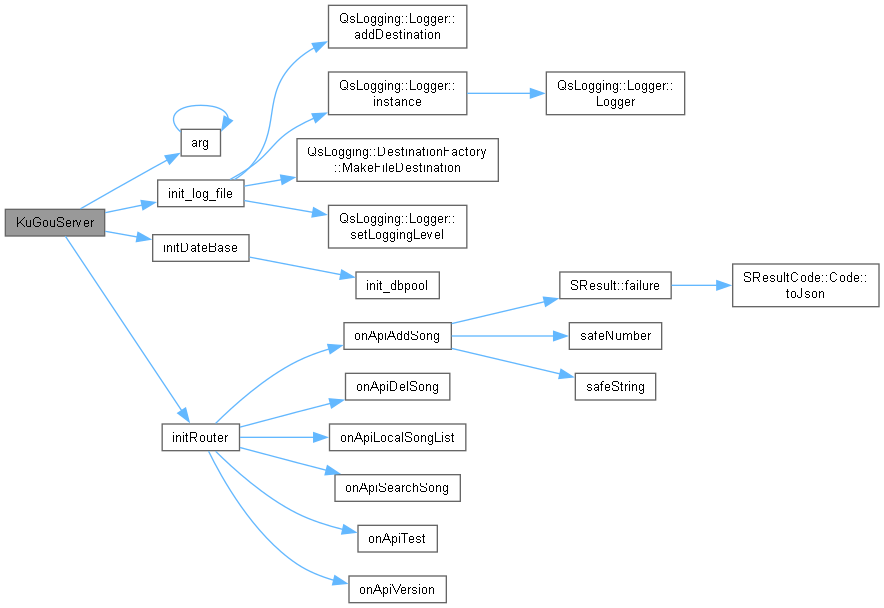 QsLogging::Logger::
addDestination
QsLogging::Logger::
instance
QsLogging::Logger::
Logger
arg
QsLogging::DestinationFactory
::MakeFileDestination
init_log_file
QsLogging::Logger::
setLoggingLevel
KuGouServer
initDateBase
init_dbpool
SResult::failure
SResultCode::Code::
toJson
onApiAddSong
safeNumber
safeString
onApiDelSong
initRouter
onApiLocalSongList
onApiSearchSong
onApiTest
onApiVersion